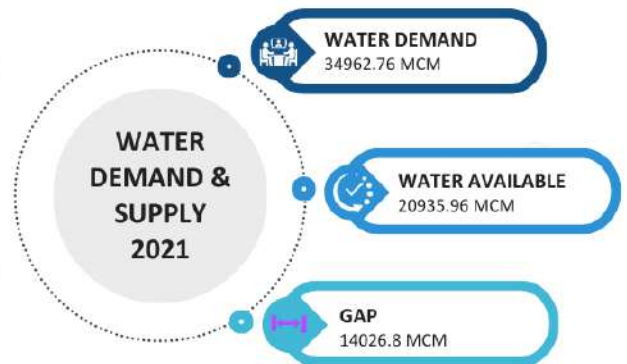 WATER
DEMAND &
SUPPLY
2021
WATER DEMAND
34962.76 MCM
WATER AVAILABLE
20935.96 MCM
GAP
14026.8 MCM